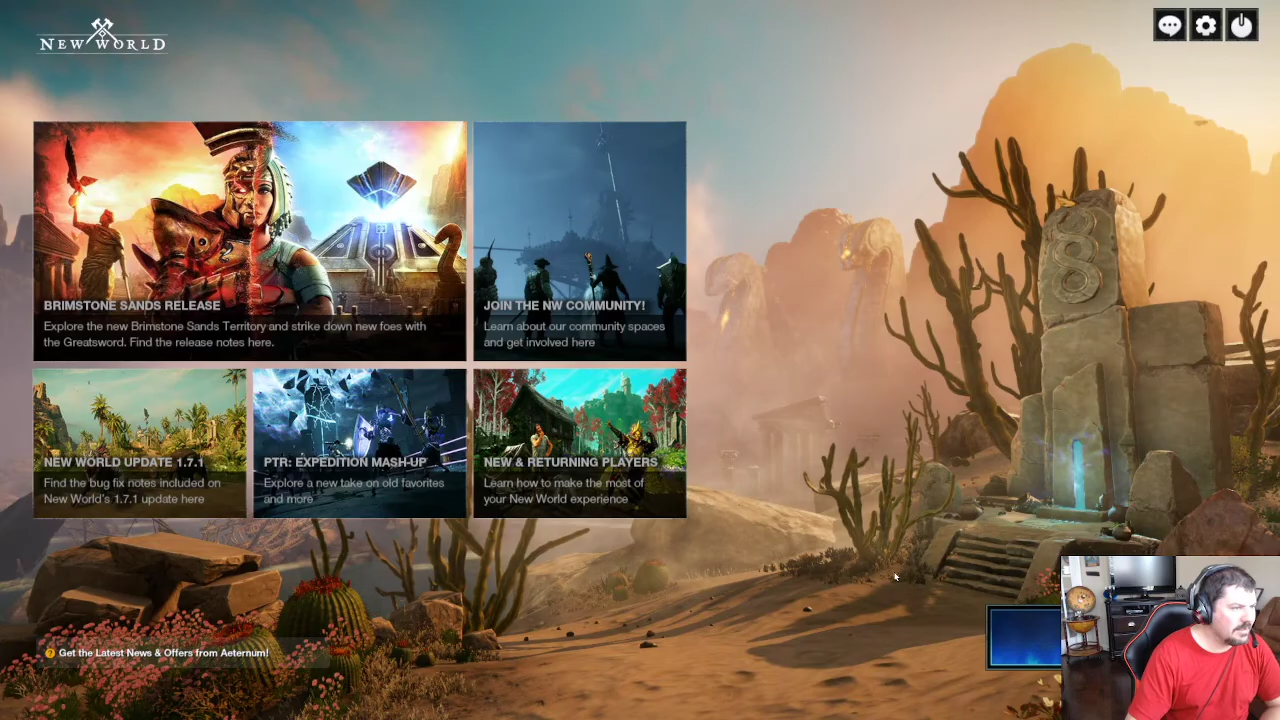 NEW WORLD
BRIMSTONE SANDS RELEASE
Explore the new Brimstone Sands Territory and strike down new foes with
the Greatsword. Find the release notes here.
JOIN THE NW COMMUNITY!
Learn about our community spaces
and get involved here
NEW WORLD UPDATE 1.7.1
Find the bug fix notes included on
New World's 1.7.1 update here
PTR: EXPEDITION MASH-UP
Explore a new take on old favorites
and more
NEW & RETURNING PLAYERS
Learn how to make the most of
your New World experience
Get the Latest News & Offers from Aeternum!